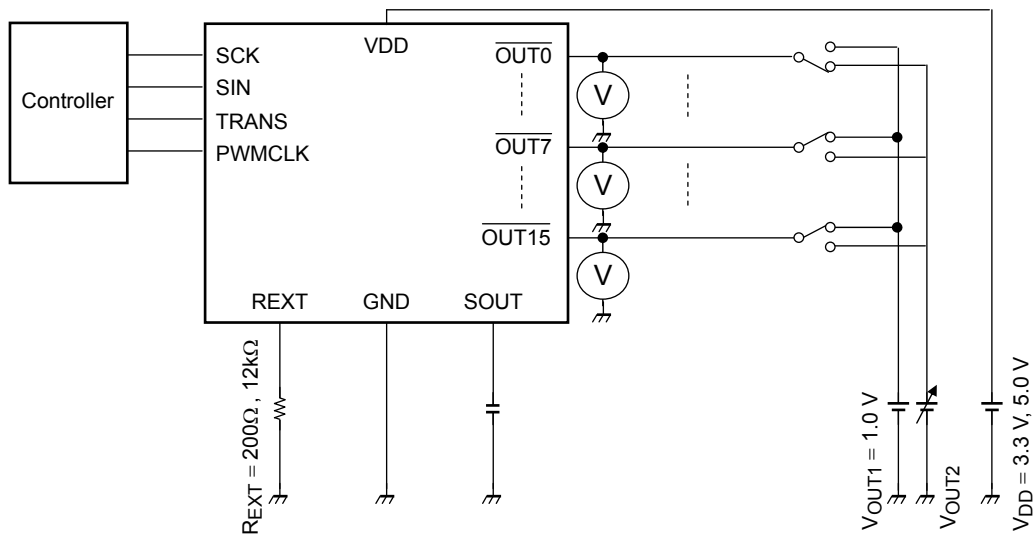 Controller
SCK
SIN
TRANS
PWMCLK
VDD
OUT0
OUT7
OUT15
V
V
V
REXT
GND
SOUT
REXT = 200Ω , 12kΩ
VOUT1 = 1.0 V
VOUT2
VDD = 3.3 V, 5.0 V